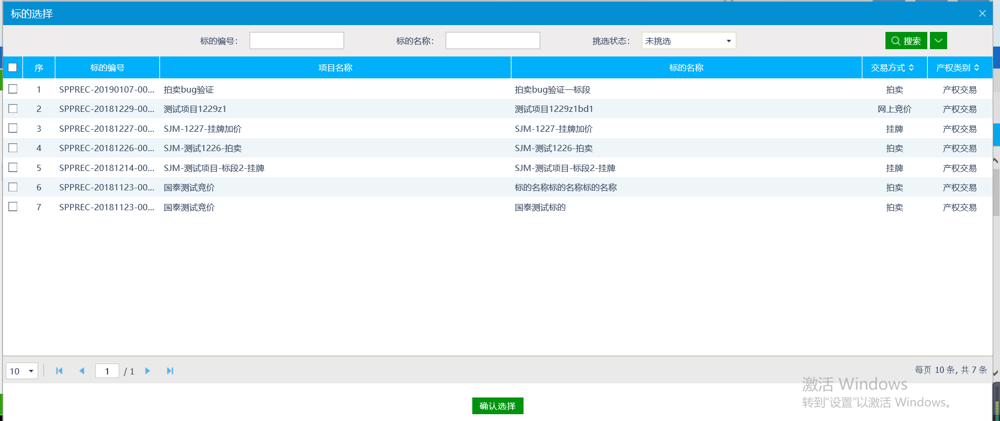 标的选择
标的编号： 标的名称： 挑选状态： 未挑选 搜索
序 标的编号 项目名称 标的名称 交易方式 产权类别
1 SPPREC-20190107-00... 拍卖bug验证 拍卖bug验证一标段 拍卖 产权交易
2 SPPREC-20181229-00... 测试项目1229z1 测试项目1229z1bd1 网上竞价 产权交易
3 SPPREC-20181227-00... SJM-1227-挂牌加价 SJM-1227-挂牌加价 挂牌 产权交易
4 SPPREC-20181226-00... SJM-测试1226-拍卖 SJM-测试1226-拍卖 拍卖 产权交易
5 SPPREC-20181214-00... SJM-测试项目-标段2-挂牌 SJM-测试项目-标段2-挂牌 挂牌 产权交易
6 SPPREC-20181123-00... 国泰测试竞价 标的名称标的名称标的名称 拍卖 产权交易
7 SPPREC-20181123-00... 国泰测试竞价 国泰测试标的 拍卖 产权交易
10 1 / 1 每页 10 条, 共 7 条
激活 Windows
转到“设置”以激活 Windows。
确认选择